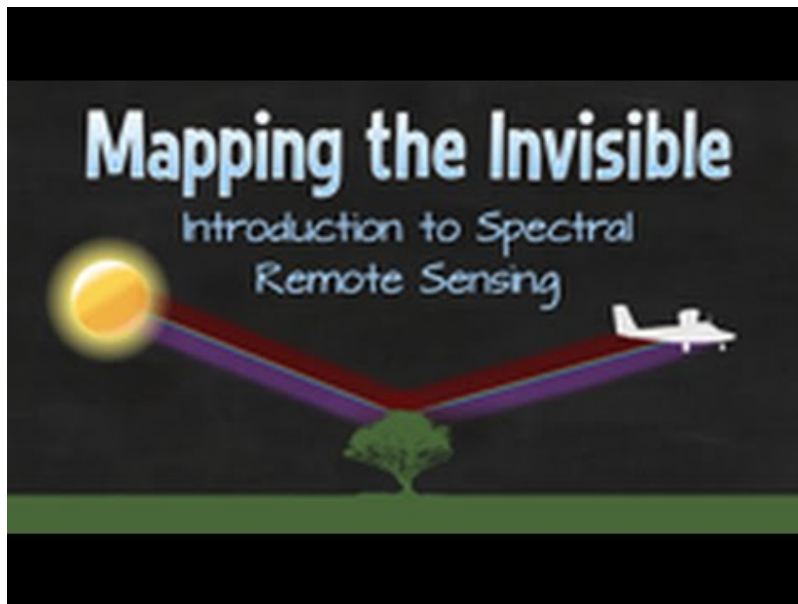 Mapping the Invisible
Introduction to Spectral
Remote Sensing